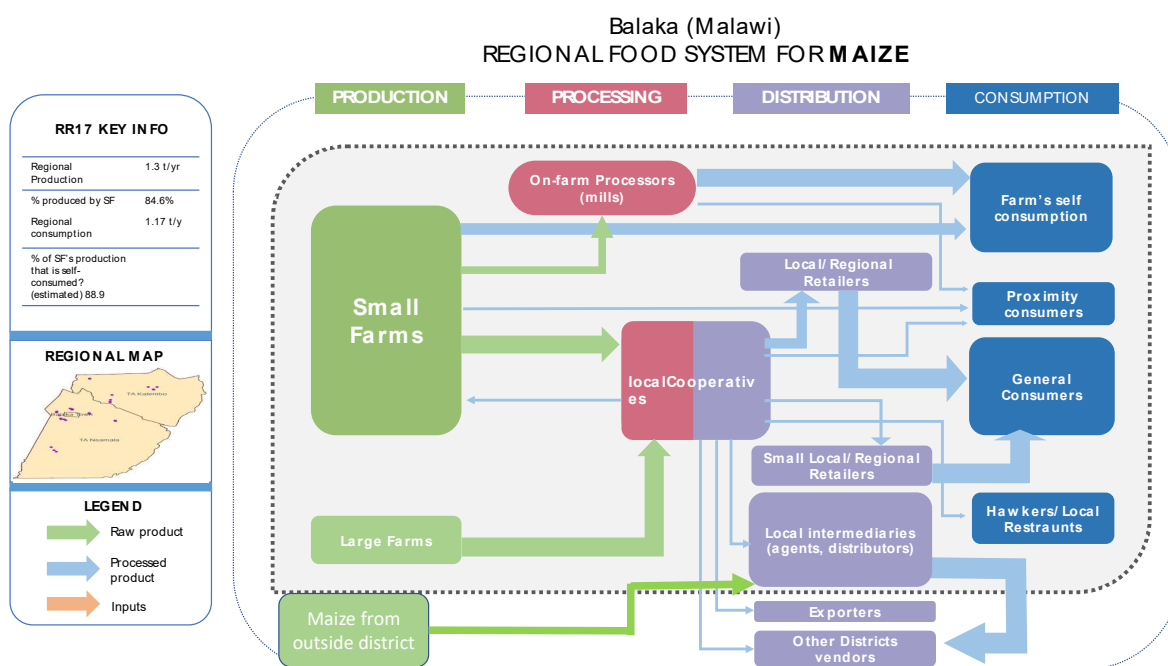 Balaka (Malawi)
REGIONAL FOOD SYSTEM FOR MAIZE
PRODUCTION
PROCESSING
DISTRIBUTION
CONSUMPTION
RR17 KEY INFO
Regional
Production
1.3 t/yr
% produced by SF
84.6%
Regional
consumption
1.17 t/y
% of SF's production
that is self-
consumed?
(estimated) 88.9
REGIONAL MAP
TA Kalembo
TA Nsamala
LEGEND
Raw product
Processed
product
Inputs
Small
Farms
Large Farms
Maize from
outside district
On-farm Processors
(mills)
localCooperativ
es
Local/ Regional
Retailers
Small Local/ Regional
Retailers
Local intermediaries
(agents, distributors)
Exporters
Other Districts
vendors
Farm's self
consumption
Proximity
consumers
General
Consumers
Hawkers/ Local
Restraunts